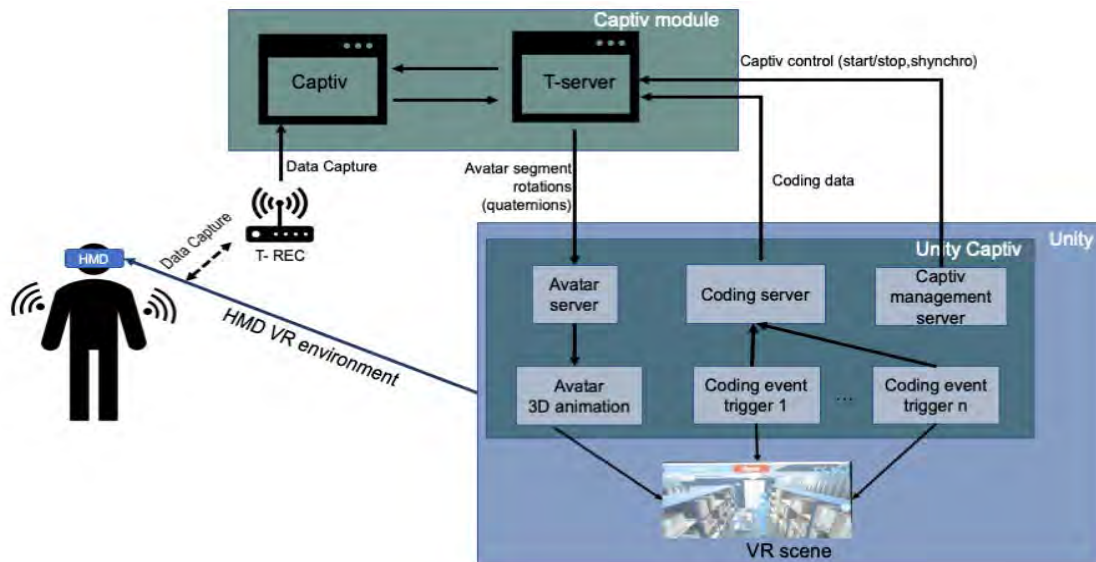 Captiv module
Captiv
T-server
Captiv control (start/stop,shynchro)
Data Capture
Avatar segment
rotations
(quaternions)
Coding data
Data Capture
T- REC
HMD
HMD VR environment
Unity
Unity Captiv
Avatar
server
Coding server
Captiv
management
server
Avatar
3D animation
Coding event
trigger 1
...
Coding event
trigger n
VR scene